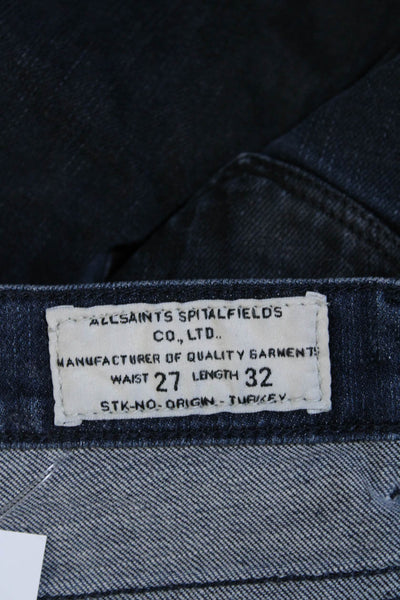 ALLSAINTS SPITALFIELDS
CO., LTD..
MANUFACTURER OF QUALITY GARMENTS
WAIST 27 LENGTH 32
STK-NO. ORIGIN - TURKEY